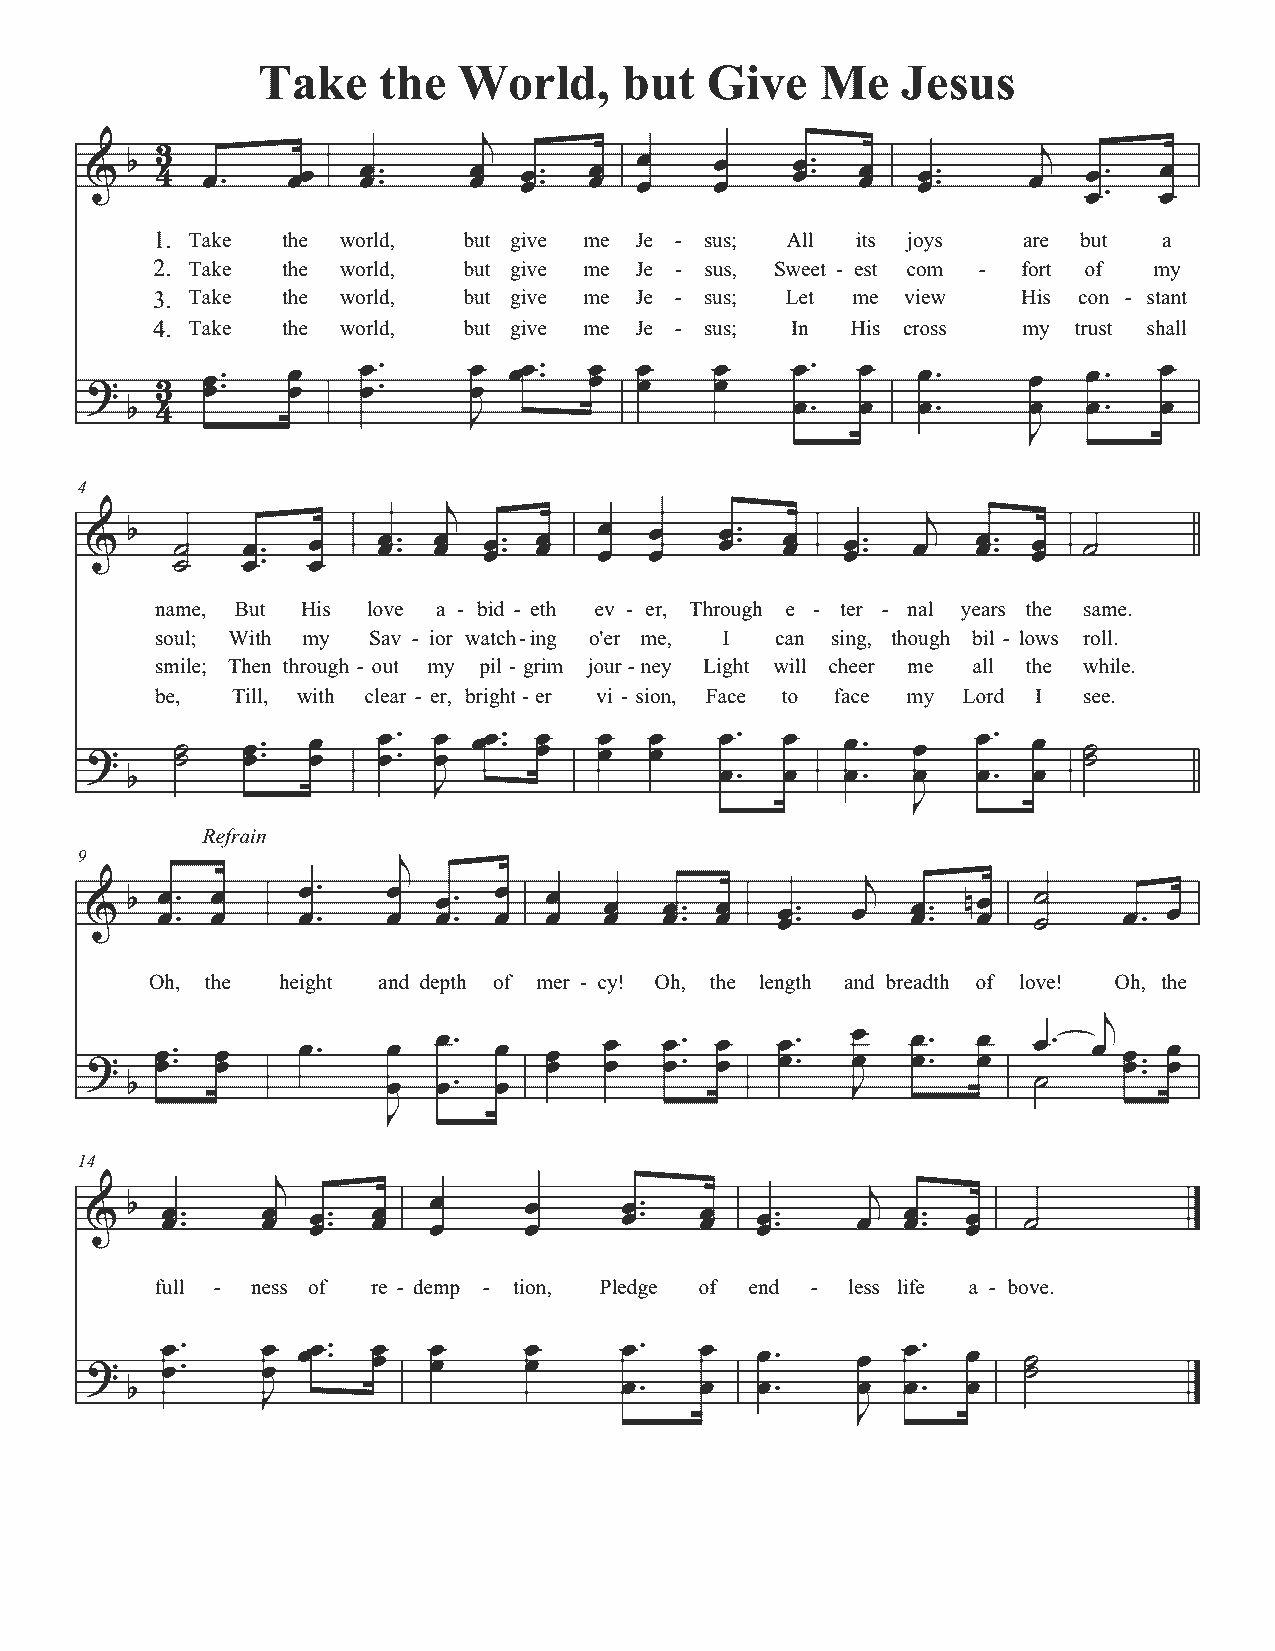 Take the World, but Give Me Jesus
3
4
1. Take the world, but give me Je - sus; All its joys are but a
2. Take the world, but give me Je - sus, Sweet - est com - fort of my
3. Take the world, but give me Je - sus; Let me view His con - stant
4. Take the world, but give me Je - sus; In His cross my trust shall
3
4
4
name, But His love a - bid - eth ev - er, Through e - ter - nal years the same.
soul; With my Sav - ior watch - ing o'er me, I can sing, though bil - lows roll.
smile; Then through - out my pil - grim jour - ney Light will cheer me all the while.
be, Till, with clear - er, bright - er vi - sion, Face to face my Lord I see.
Refrain
9
Oh, the height and depth of mer - cy! Oh, the length and breadth of love! Oh, the
14
full - ness of re - demp - tion, Pledge of end - less life a - bove.